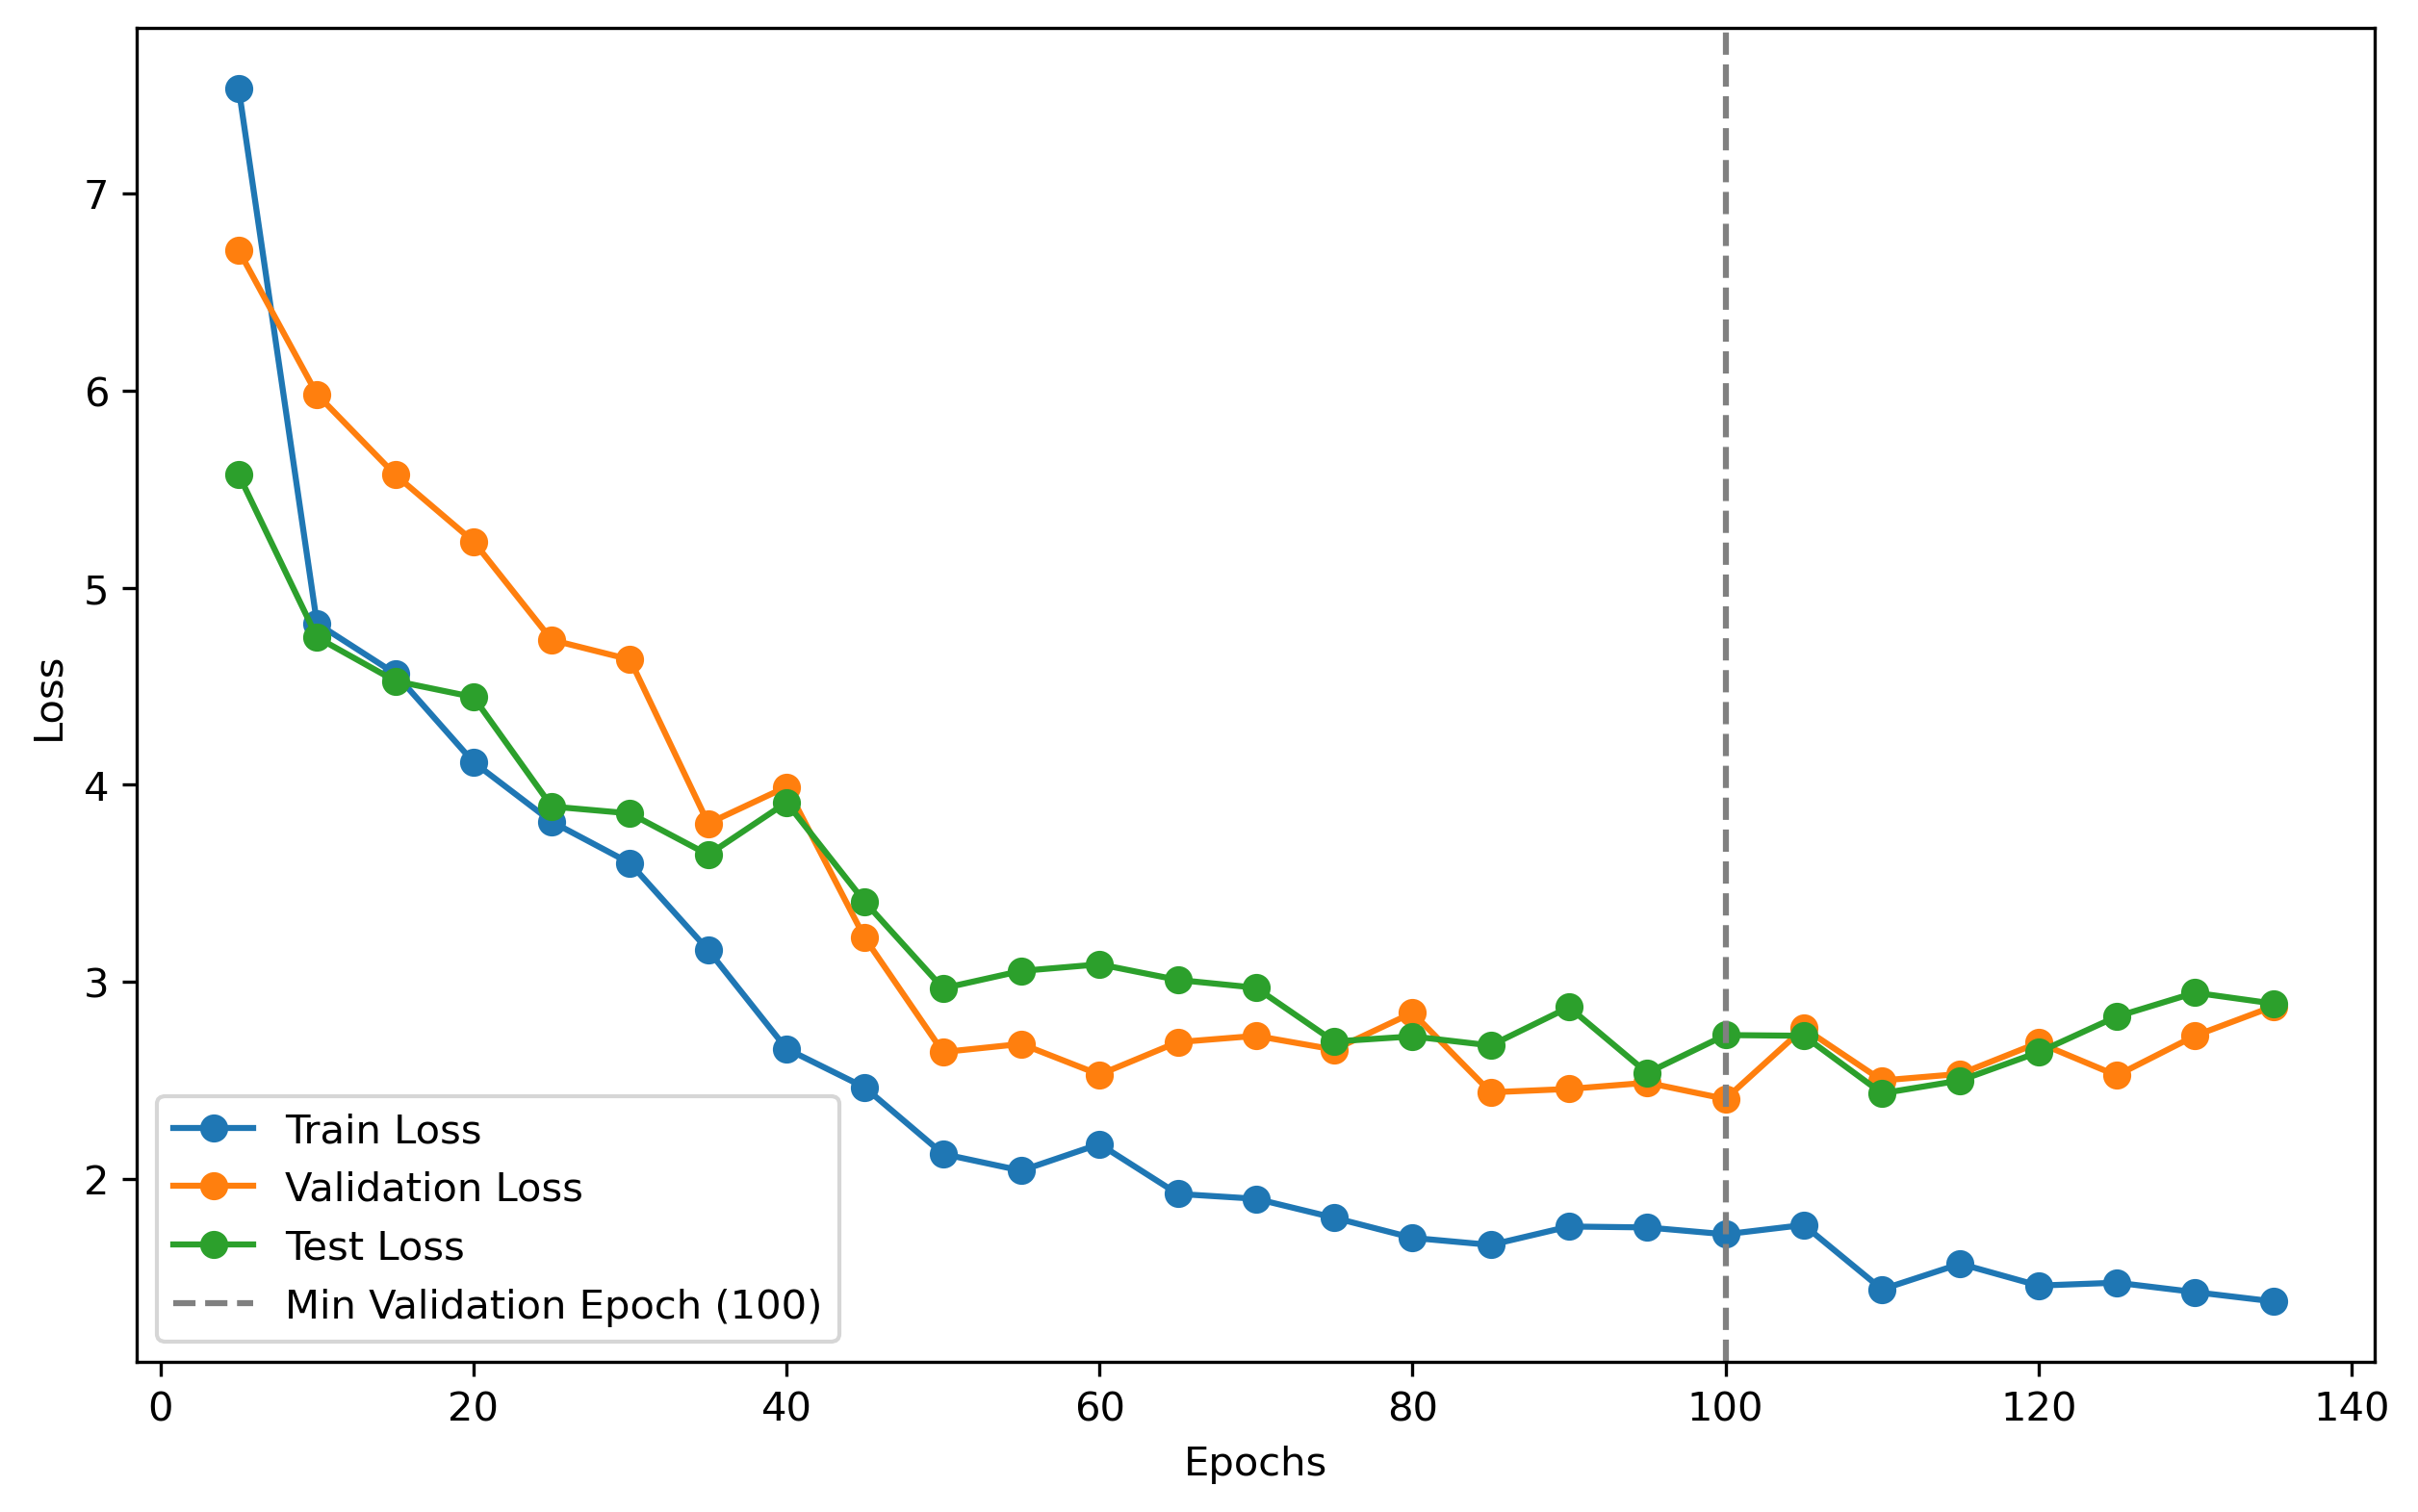 7
6
5
4
3
2
Loss
Train Loss
Validation Loss
Test Loss
Min Validation Epoch (100)
0 20 40 60 80 100 120 140
Epochs